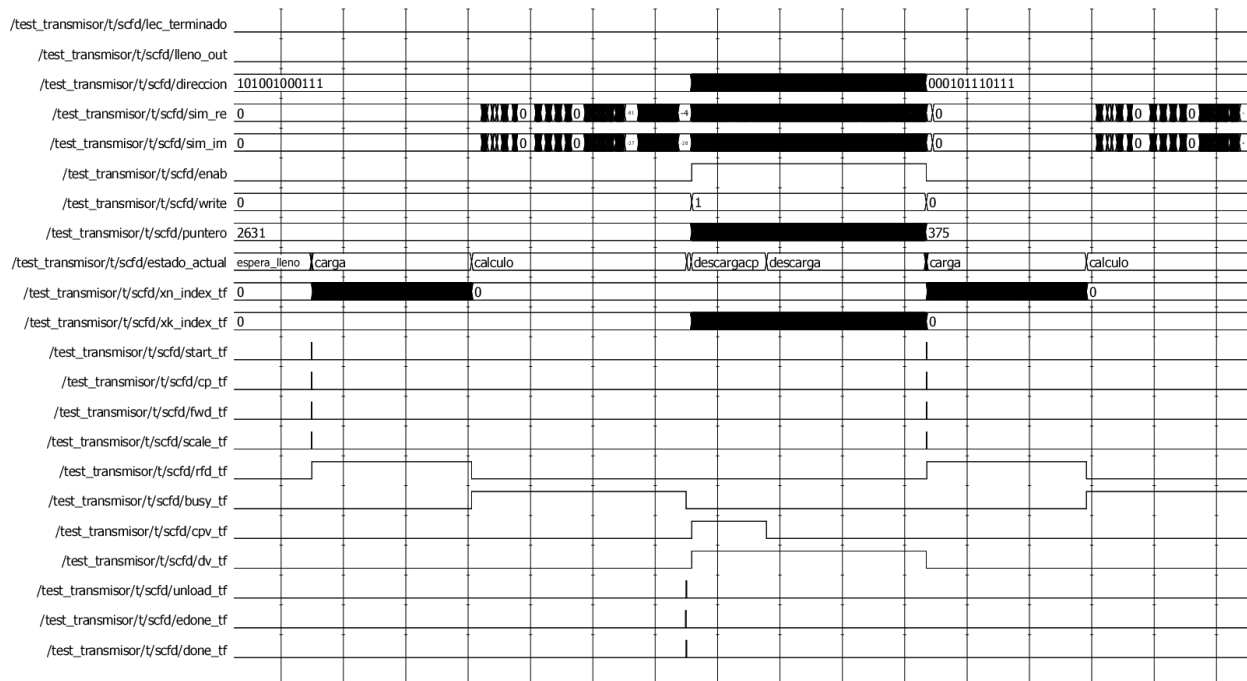 /test_transmisor/t/scfd/lec_terminado
/test_transmisor/t/scfd/lleno_out
/test_transmisor/t/scfd/direccion 101001000111 000101110111
/test_transmisor/t/scfd/sim_re 0 0 0 -81 -4 0 0 0
/test_transmisor/t/scfd/sim_im 0 0 0 -37 -28 0 0 0
/test_transmisor/t/scfd/enab
/test_transmisor/t/scfd/write 0 1 0
/test_transmisor/t/scfd/puntero 2631 375
/test_transmisor/t/scfd/estado_actual espera_lleno carga calculo descargacp descarga carga calculo
/test_transmisor/t/scfd/xn_index_tf 0 0 0
/test_transmisor/t/scfd/xk_index_tf 0 0
/test_transmisor/t/scfd/start_tf
/test_transmisor/t/scfd/cp_tf
/test_transmisor/t/scfd/fwd_tf
/test_transmisor/t/scfd/scale_tf
/test_transmisor/t/scfd/rfd_tf
/test_transmisor/t/scfd/busy_tf
/test_transmisor/t/scfd/cpv_tf
/test_transmisor/t/scfd/dv_tf
/test_transmisor/t/scfd/unload_tf
/test_transmisor/t/scfd/edone_tf
/test_transmisor/t/scfd/done_tf